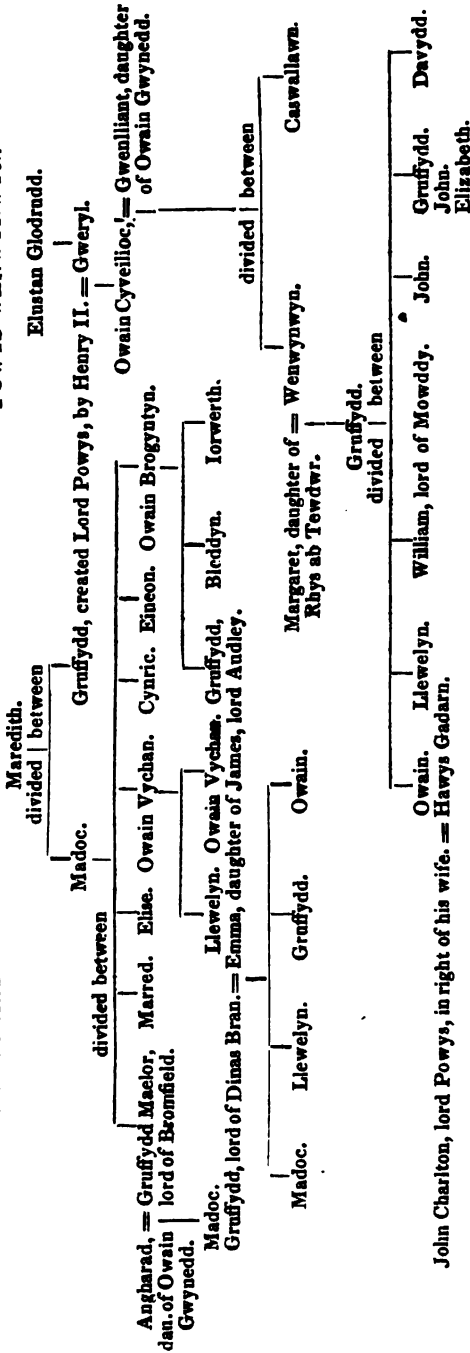 Elustan Glodrudd.
Maredith.
divided | between
Madoc. Gruffydd, created Lord Powys, by Henry II. = Gweryl.
Owain Cyveilioc, = Gwenlliant, daughter
of Owain Gwynedd.
divided between
Angharad, = Gruffydd Maelor, Marred. Elise. Owain Vychan. Cynric. Eineon. Owain Brogyntyn.
dau. of Owain | lord of Bromfield.
Gwynedd.
divided | between
Llewelyn. Owain Vychan. Gruffydd, Bleddyn. Iorwerth.
Wenwynwyn. Caswallawn.
Madoc.
Gruffydd, lord of Dinas Bran. = Emma, daughter of James, lord Audley.
Margaret, daughter of = Wenwynwyn.
Rhys ab Tewdwr.
Madoc. Llewelyn. Gruffydd. Owain.
Gruffydd.
divided | between
Owain. Llewelyn. William, lord of Mowddy. John. Gruffydd. Davydd.
John.
Elizabeth.
John Charlton, lord Powys, in right of his wife. = Hawys Gadarn.